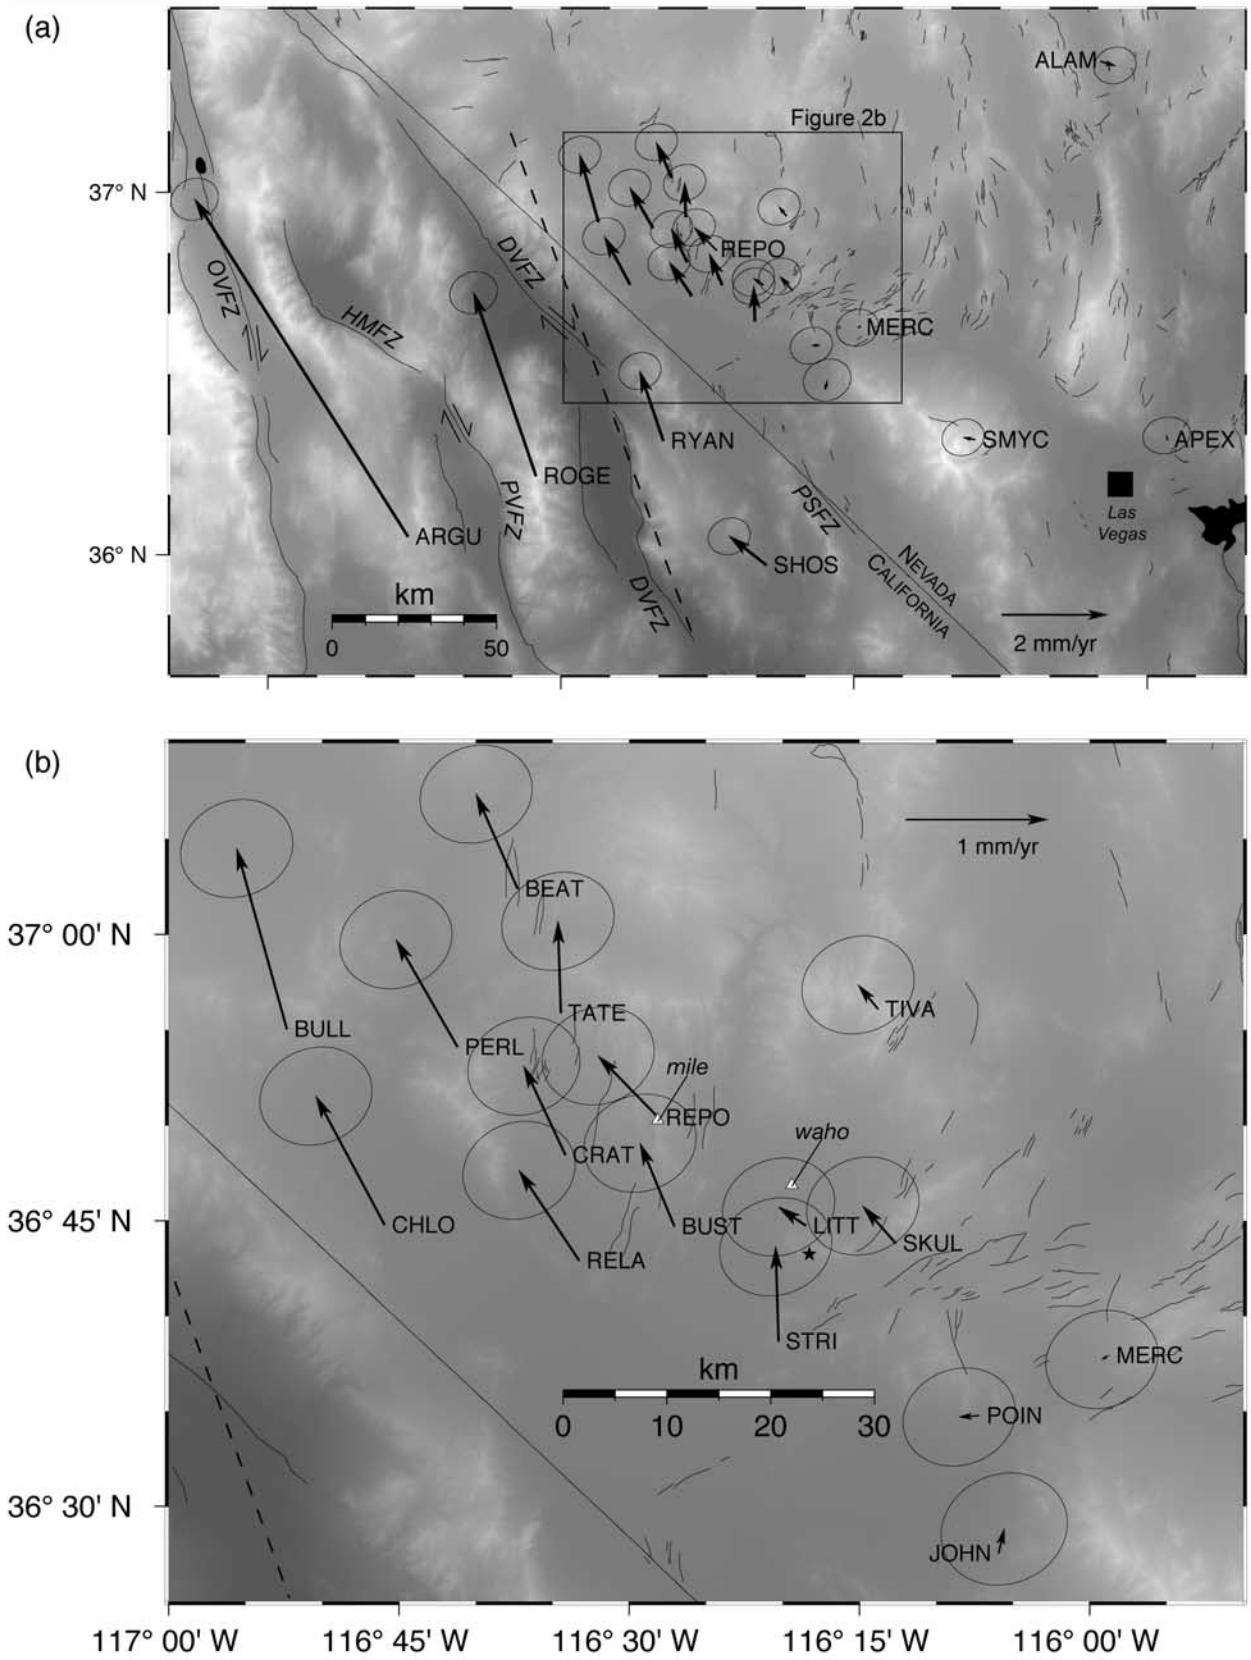 (a)
ALAM
Figure 2b
37° N
REPO
DVFZ
OVFZ
HMFZ
MERC
RYAN
SMYC
APEX
ROGE
PVFZ
PSFZ
Las
Vegas
ARGU
36° N
SHOS
NEVADA
CALIFORNIA
DVFZ
km
0 50
2 mm/yr
(b)
1 mm/yr
BEAT
37° 00' N
TATE
TIVA
BULL
PERL
mile
REPO
waho
CRAT
36° 45' N
CHLO
BUST
LITT
SKUL
RELA
STRI
MERC
km
0 10 20 30
POIN
36° 30' N
JOHN
117° 00' W 116° 45' W 116° 30' W 116° 15' W 116° 00' W